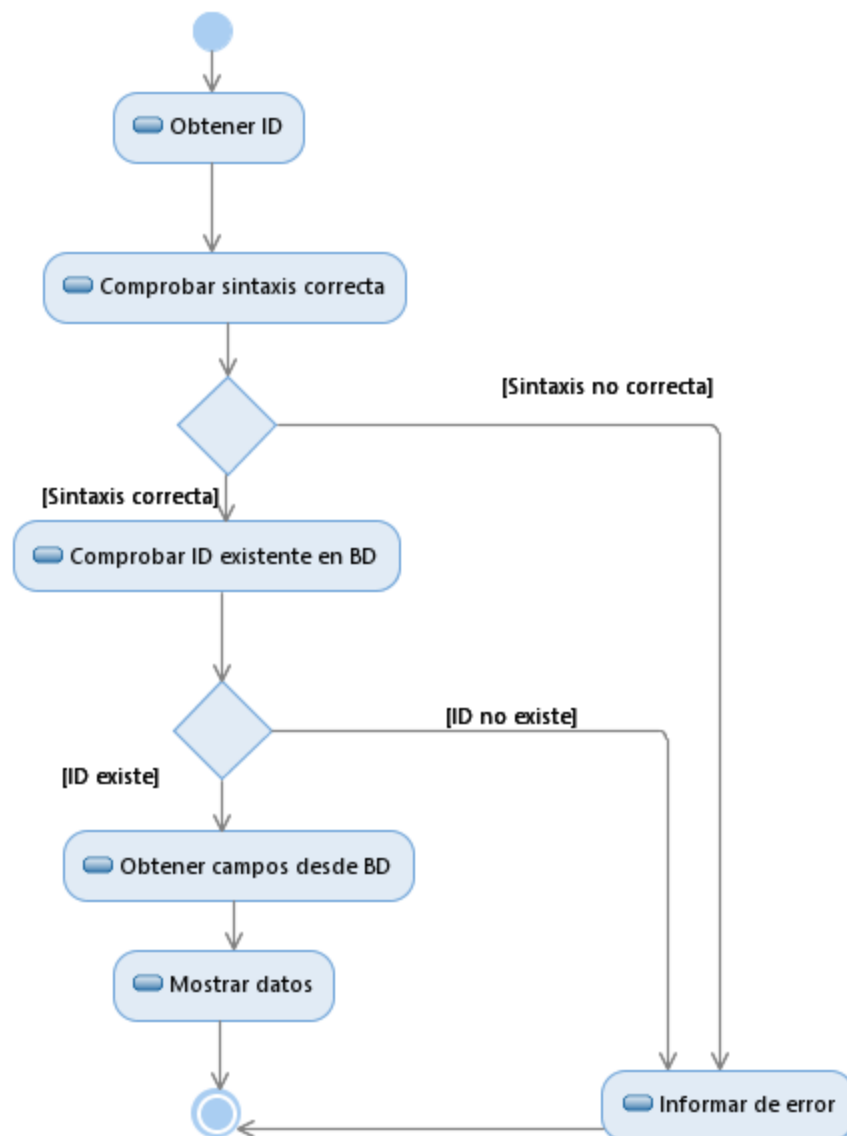 Obtener ID
Comprobar sintaxis correcta
[Sintaxis no correcta]
[Sintaxis correcta]
Comprobar ID existente en BD
[ID no existe]
[ID existe]
Obtener campos desde BD
Mostrar datos
Informar de error